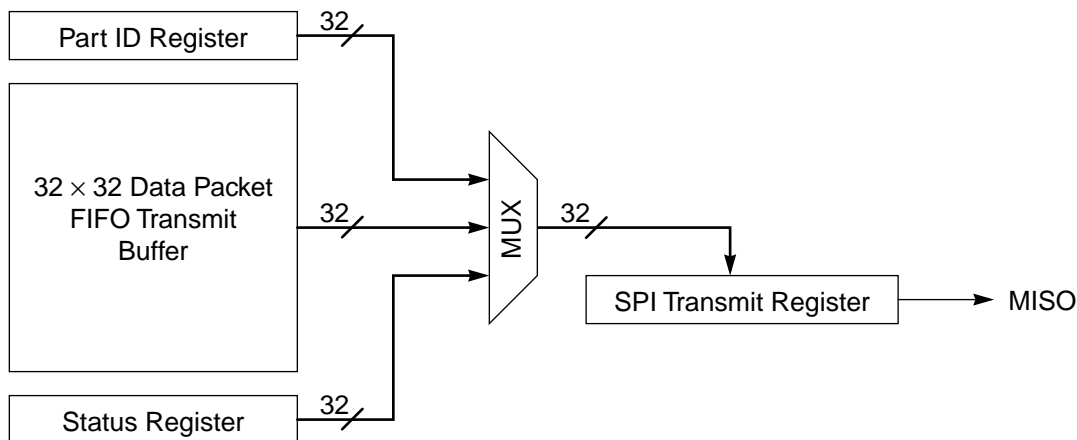 32
Part ID Register
32 × 32 Data Packet
FIFO Transmit
Buffer
32
MUX
32
SPI Transmit Register
MISO
32
Status Register